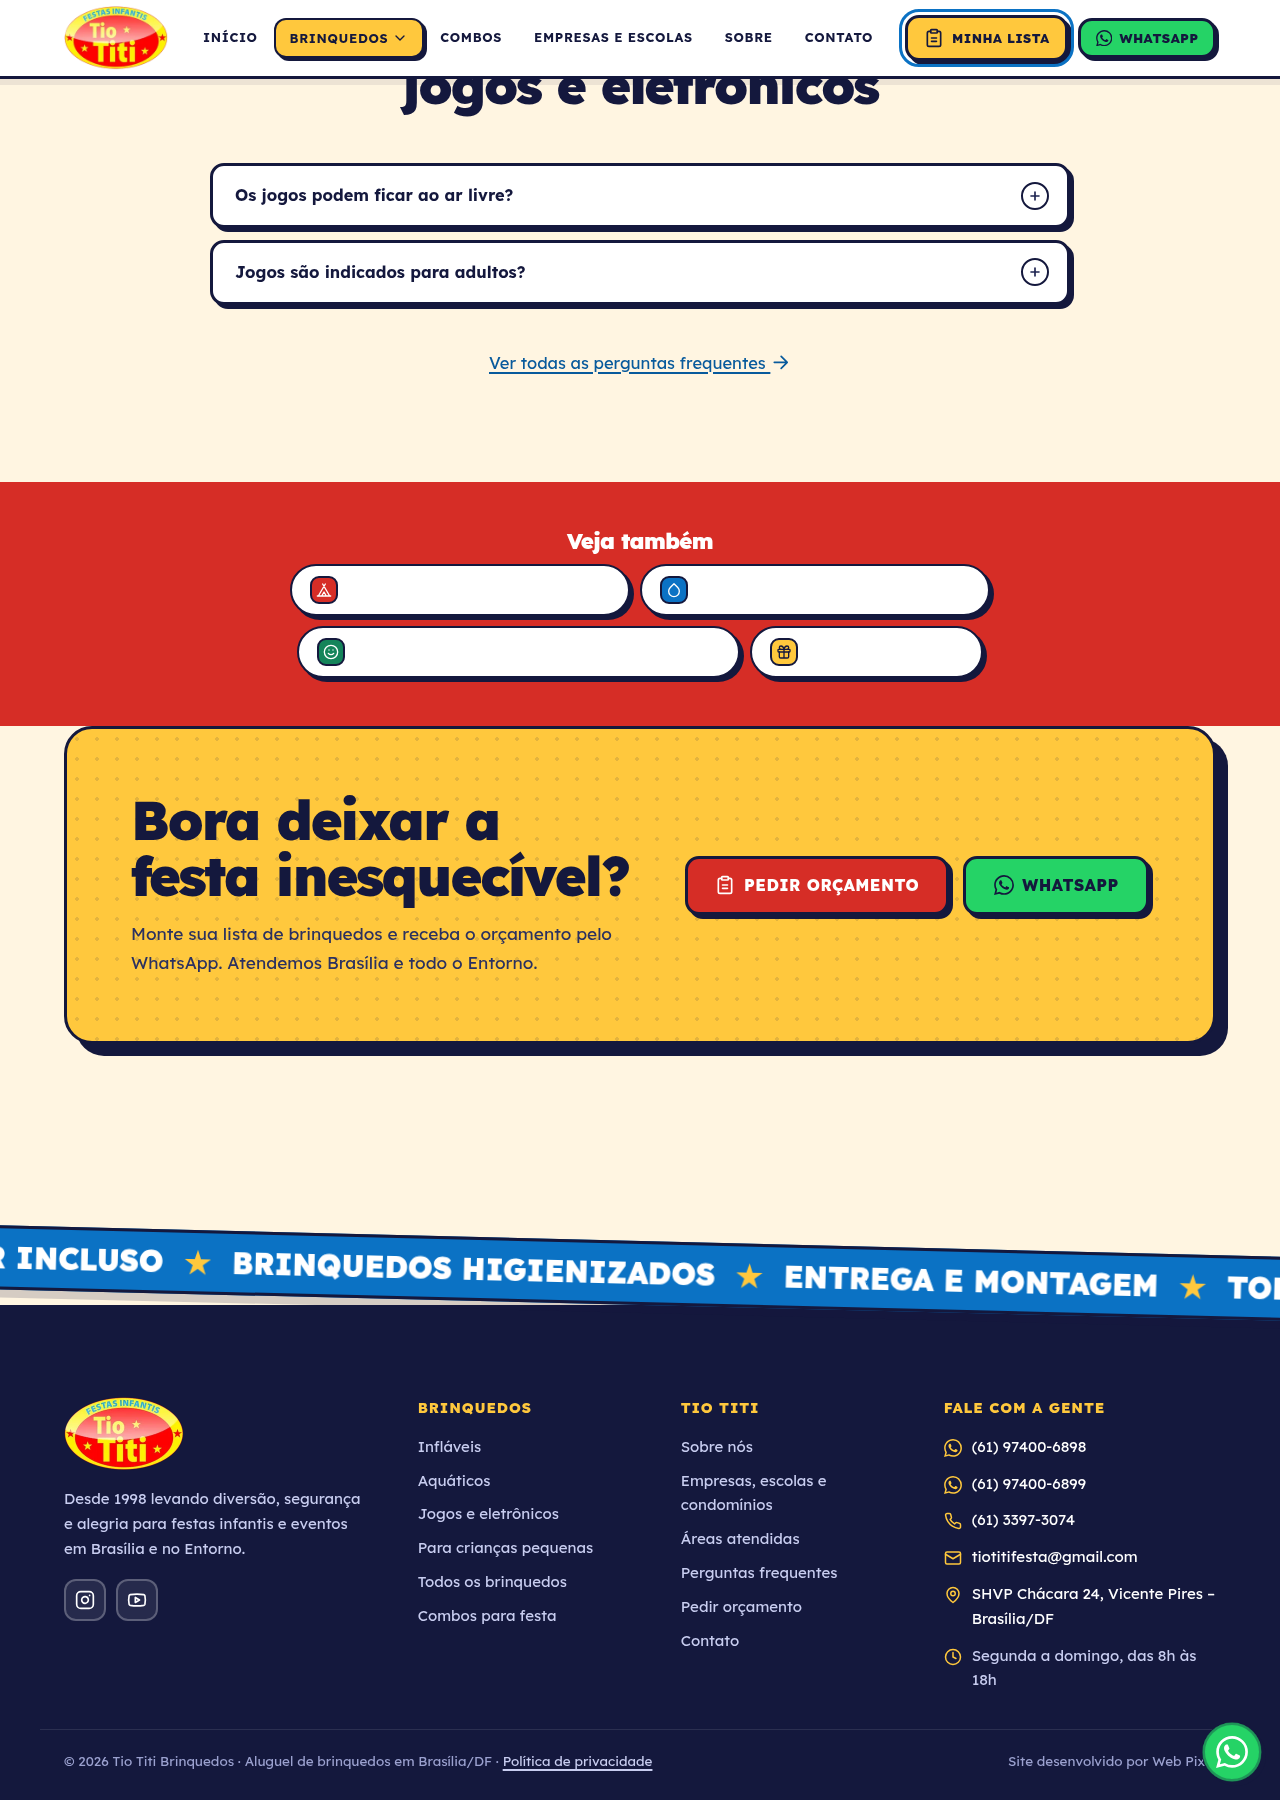 FESTAS INFANTIS
Tio
Titi
INÍCIO
BRINQUEDOS
COMBOS
EMPRESAS E ESCOLAS
SOBRE
CONTATO
MINHA LISTA
WHATSAPP
jogos e eletrônicos
Os jogos podem ficar ao ar livre?
Jogos são indicados para adultos?
Ver todas as perguntas frequentes
Veja também
Bora deixar a
festa inesquecível?
Monte sua lista de brinquedos e receba o orçamento pelo
WhatsApp. Atendemos Brasília e todo o Entorno.
PEDIR ORÇAMENTO
WHATSAPP
INCLUSO ★ BRINQUEDOS HIGIENIZADOS ★ ENTREGA E MONTAGEM ★
FESTAS INFANTIS
Tio
Titi
Desde 1998 levando diversão, segurança
e alegria para festas infantis e eventos
em Brasília e no Entorno.
BRINQUEDOS
Infláveis
Aquáticos
Jogos e eletrônicos
Para crianças pequenas
Todos os brinquedos
Combos para festa
TIO TITI
Sobre nós
Empresas, escolas e
condomínios
Áreas atendidas
Perguntas frequentes
Pedir orçamento
Contato
FALE COM A GENTE
(61) 97400-6898
(61) 97400-6899
(61) 3397-3074
tiotitifesta@gmail.com
SHVP Chácara 24, Vicente Pires –
Brasília/DF
Segunda a domingo, das 8h às
18h
© 2026 Tio Titi Brinquedos · Aluguel de brinquedos em Brasília/DF · Política de privacidade
Site desenvolvido por Web